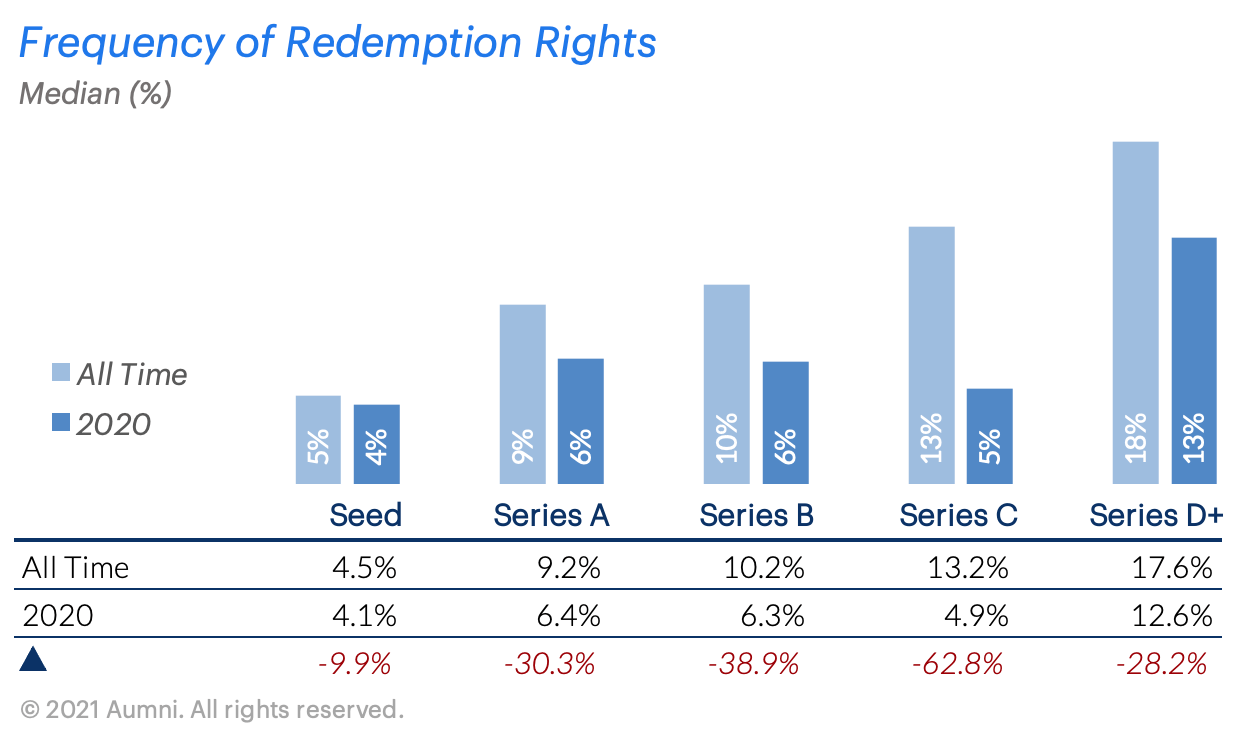 Frequency of Redemption Rights
Median (%)
All Time
2020
5% 4% 9% 6% 10% 6% 13% 5% 18% 13%
Seed Series A Series B Series C Series D+
All Time 4.5% 9.2% 10.2% 13.2% 17.6%
2020 4.1% 6.4% 6.3% 4.9% 12.6%
-9.9% -30.3% -38.9% -62.8% -28.2%
© 2021 Aumni. All rights reserved.